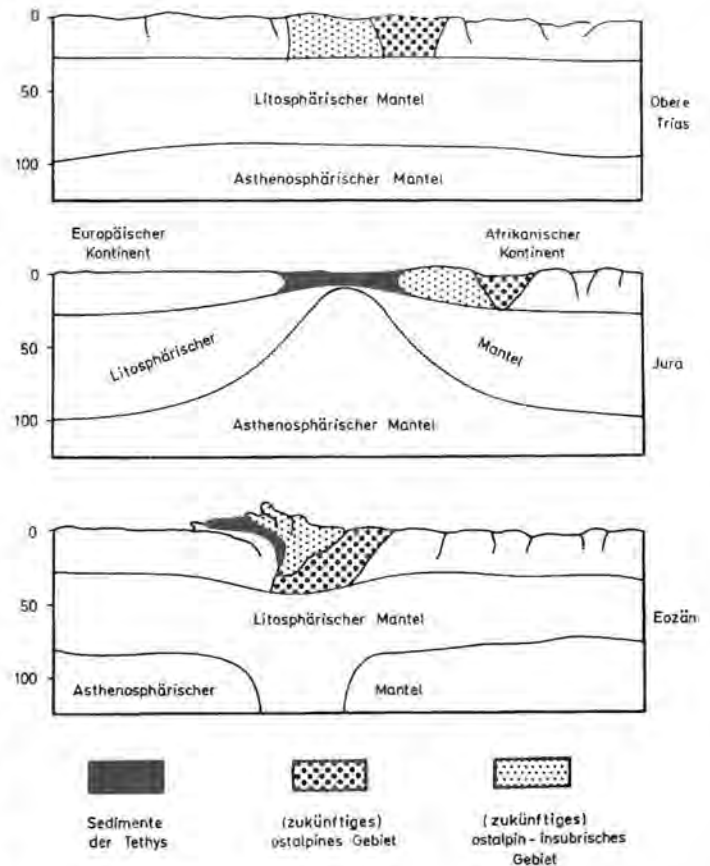 0
50
100
Litosphärischer Mantel
Asthenosphärischer Mantel
Obere
Trias
Europäischer
Kontinent
Afrikanischer
Kontinent
0
50
100
Litosphärischer
Mantel
Asthenosphärischer Mantel
Jura
0
50
100
Litosphärischer Mantel
Asthenosphärischer
Mantel
Eozän
Sedimente
der Tethys
(zukünftiges)
ostalpines Gebiet
(zukünftiges)
ostalpin-insubrisches
Gebiet